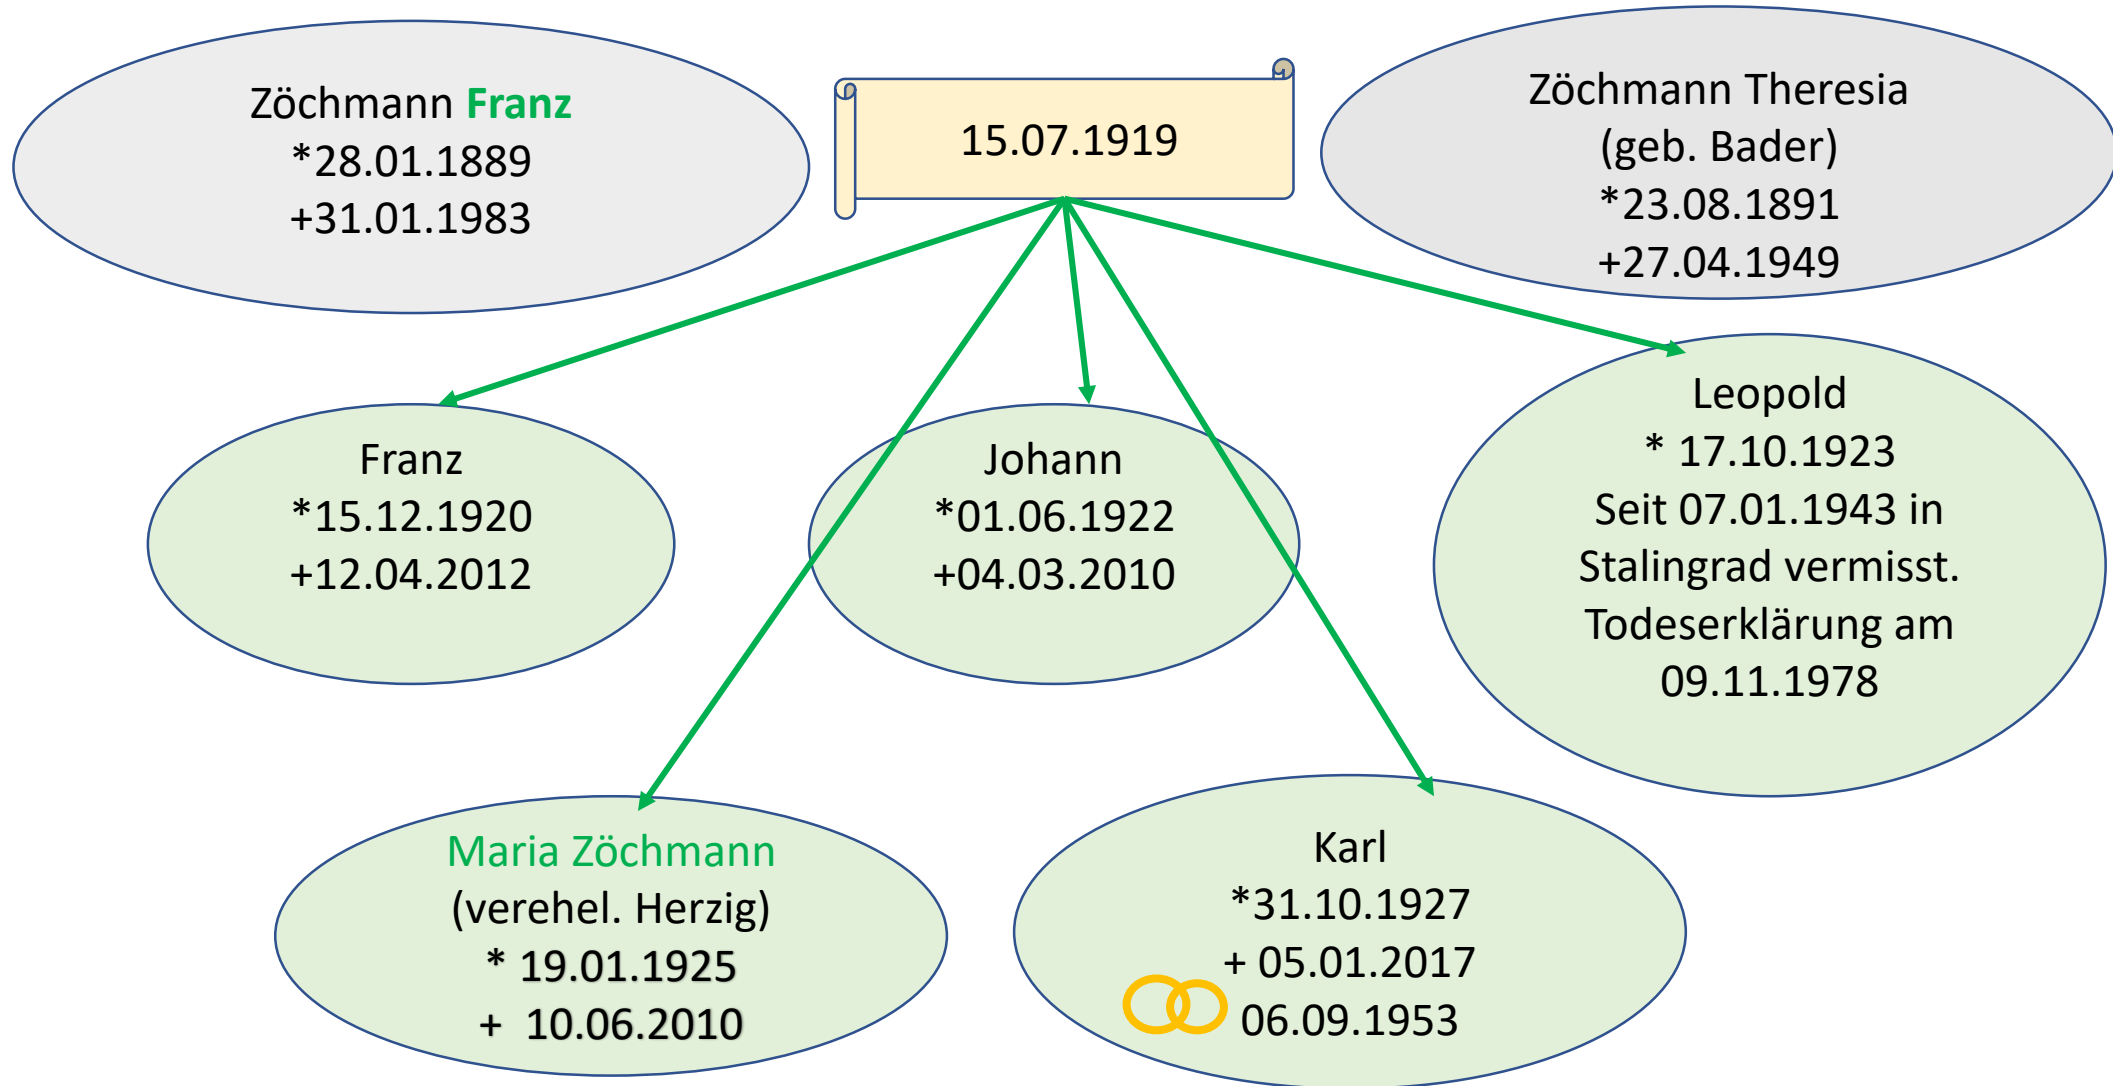 Zöchmann Franz
*28.01.1889
+31.01.1983
15.07.1919
Zöchmann Theresia
(geb. Bader)
*23.08.1891
+27.04.1949
Franz
*15.12.1920
+12.04.2012
Johann
*01.06.1922
+04.03.2010
Leopold
* 17.10.1923
Seit 07.01.1943 in
Stalingrad vermisst.
Todeserklärung am
09.11.1978
Maria Zöchmann
(verehel. Herzig)
* 19.01.1925
+ 10.06.2010
Karl
*31.10.1927
+ 05.01.2017
06.09.1953